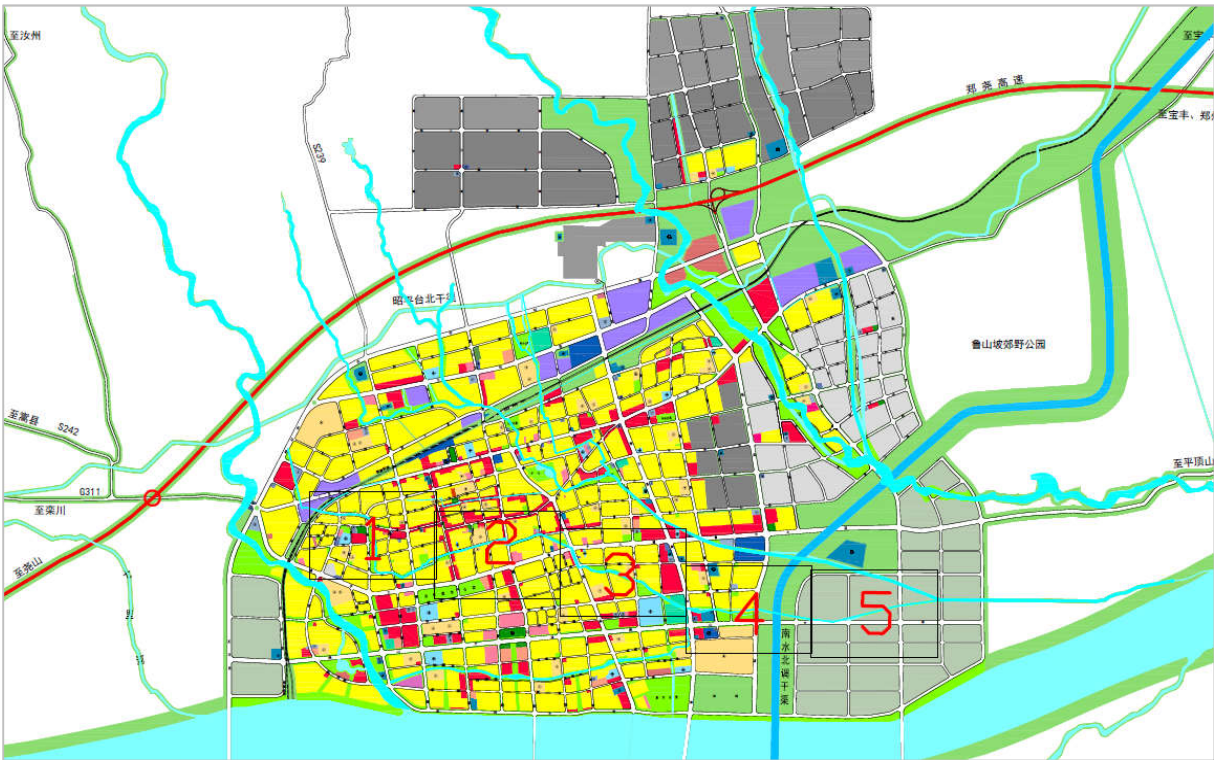 至汝州
至宝
郑尧高速
至宝丰、郑州
S239
昭平台北干渠
鲁山坡郊野公园
至嵩县
S242
至平顶山
G311
至栾川
至尧山
1
2
3
4
5
南水北调干渠